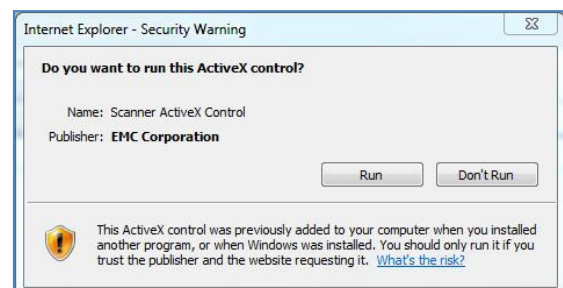 Internet Explorer - Security Warning
Do you want to run this ActiveX control?
Name: Scanner ActiveX Control
Publisher: EMC Corporation
Run Don't Run
This ActiveX control was previously added to your computer when you installed
another program, or when Windows was installed. You should only run it if you
trust the publisher and the website requesting it. What's the risk?